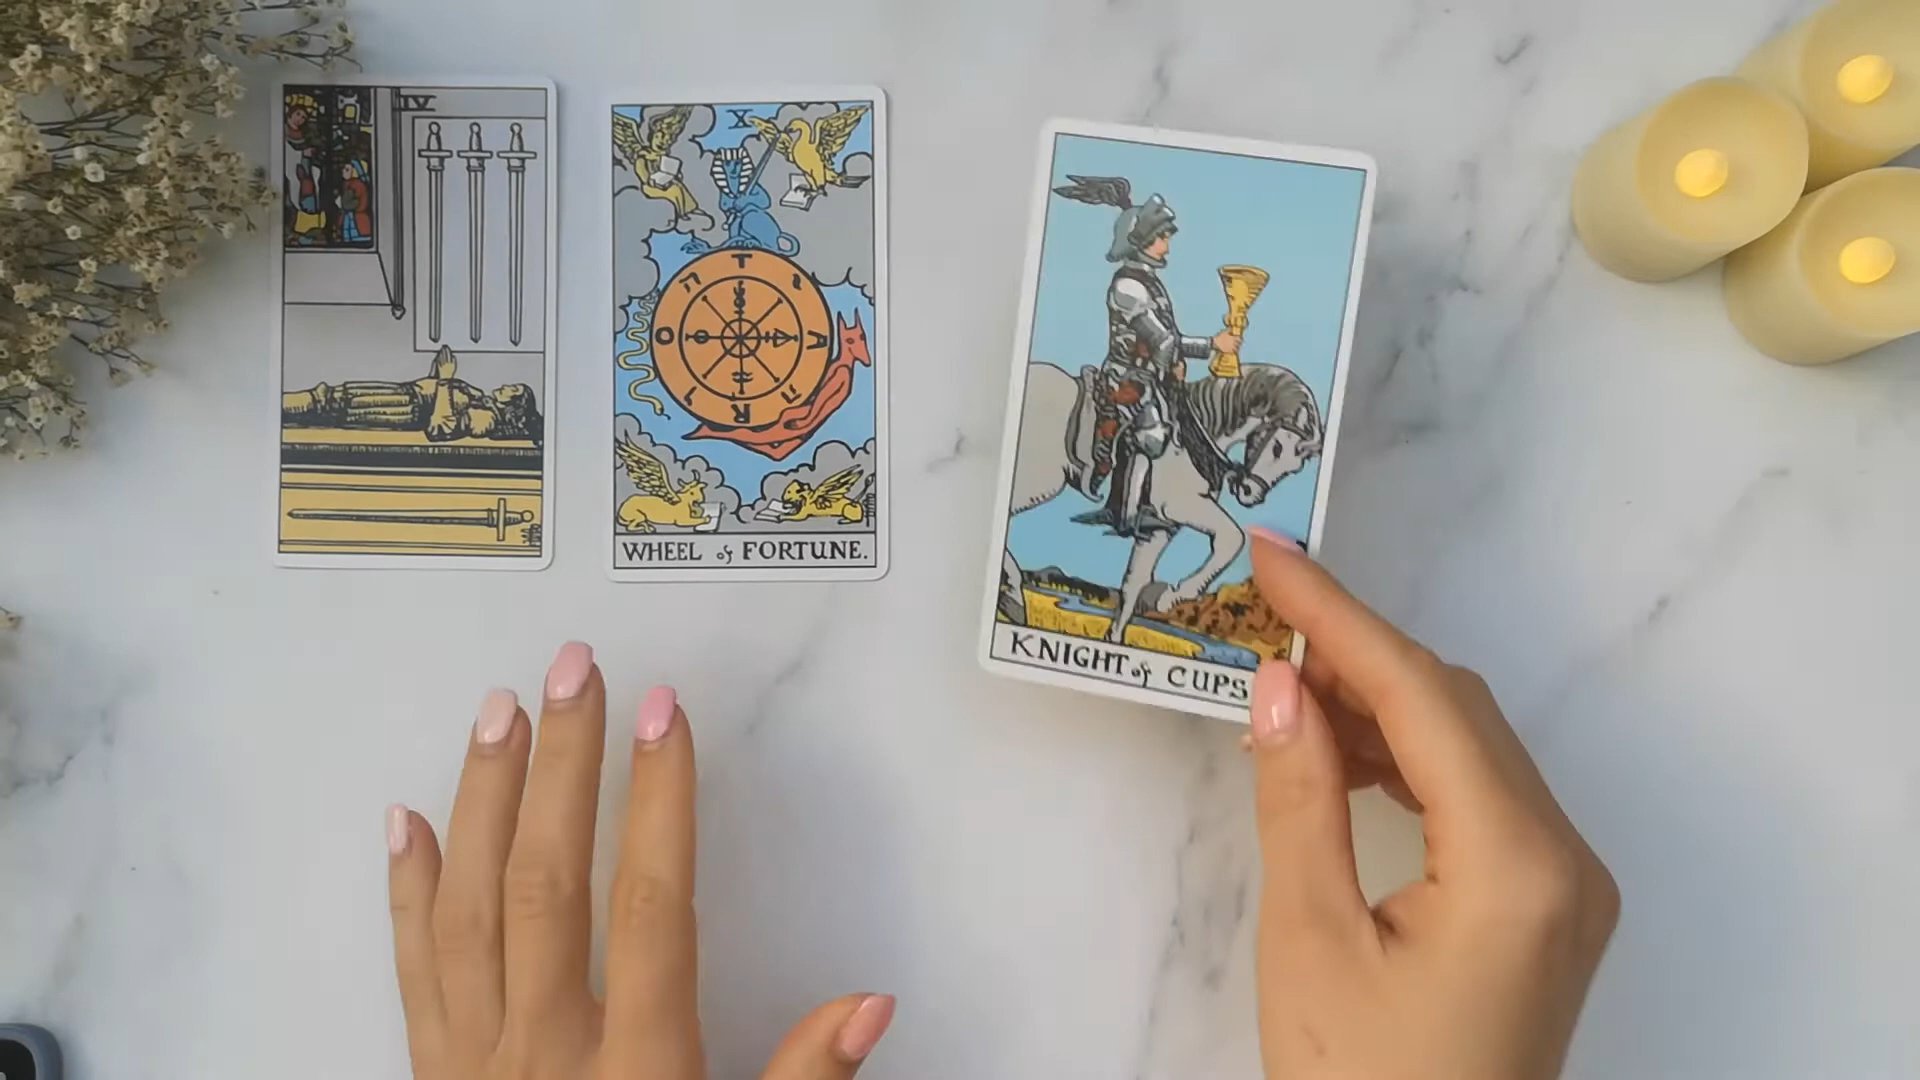 IV
X
WHEEL of FORTUNE.
KNIGHT of CUPS